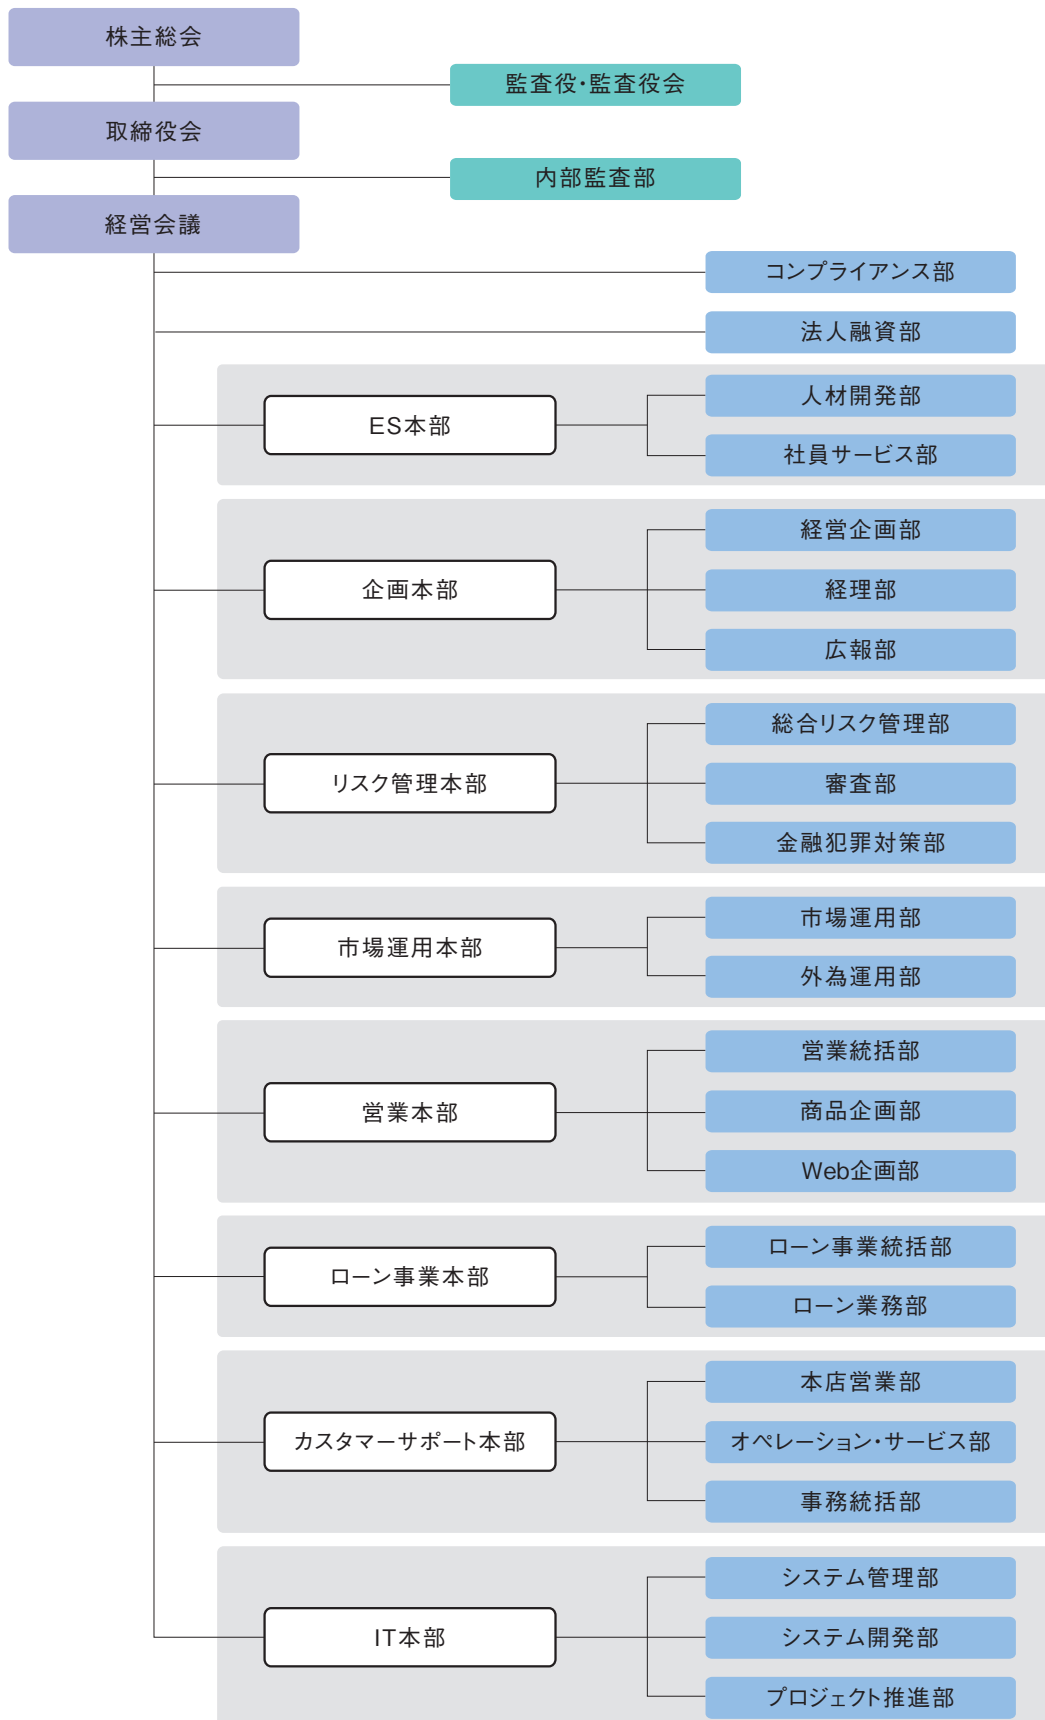 株主総会
監査役・監査役会
取締役会
内部監査部
経営会議
コンプライアンス部
法人融資部
ES本部
人材開発部
社員サービス部
企画本部
経営企画部
経理部
広報部
リスク管理本部
総合リスク管理部
審査部
金融犯罪対策部
市場運用本部
市場運用部
外為運用部
営業本部
営業統括部
商品企画部
Web企画部
ローン事業本部
ローン事業統括部
ローン業務部
カスタマーサポート本部
本店営業部
オペレーション・サービス部
事務統括部
IT本部
システム管理部
システム開発部
プロジェクト推進部